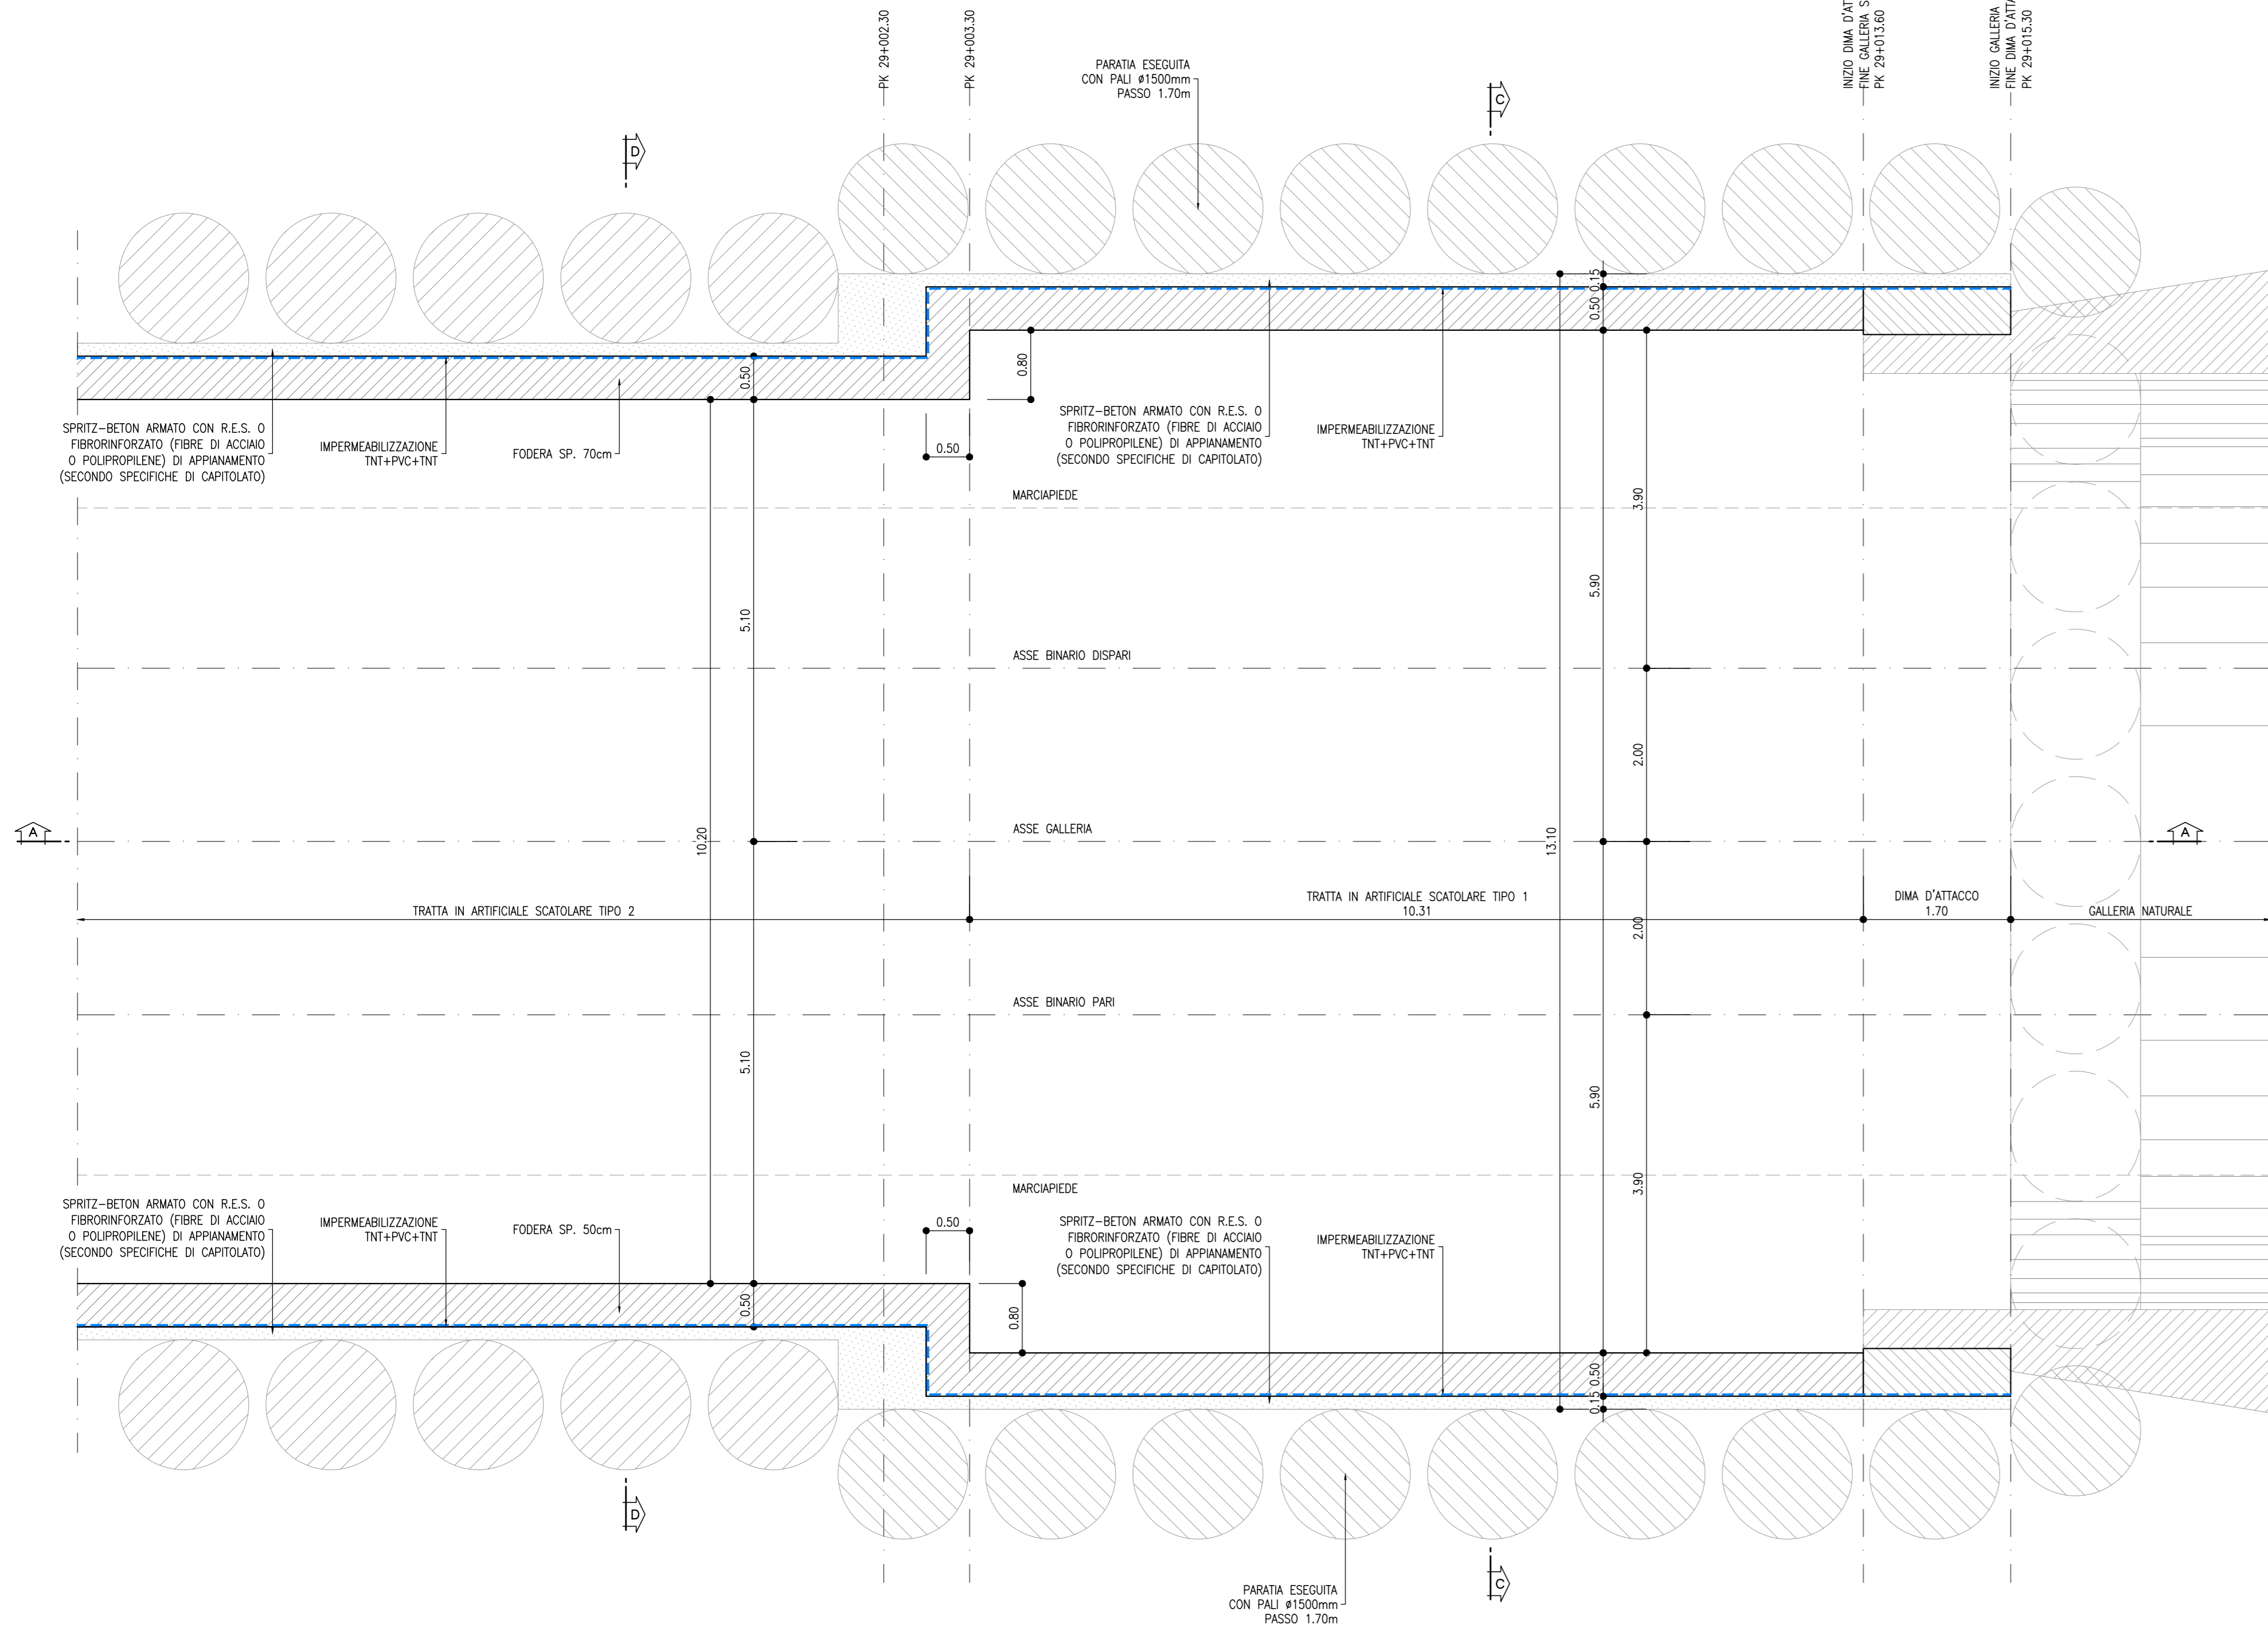 PK 29+002.30
PK 29+003.30
INIZIO DIMA D'AT
FINE GALLERIA S
PK 29+013.60
INIZIO GALLERIA
FINE DIMA D'ATTA
PK 29+015.30
PARATIA ESEGUITA
CON PALI ø1500mm
PASSO 1.70m
C
D
0.15
0.50
0.50
0.80
SPRITZ-BETON ARMATO CON R.E.S. O
FIBRORINFORZATO (FIBRE DI ACCIAIO
O POLIPROPILENE) DI APPIANAMENTO
(SECONDO SPECIFICHE DI CAPITOLATO)
IMPERMEABILIZZAZIONE
TNT+PVC+TNT
FODERA SP. 70cm
0.50
SPRITZ-BETON ARMATO CON R.E.S. O
FIBRORINFORZATO (FIBRE DI ACCIAIO
O POLIPROPILENE) DI APPIANAMENTO
(SECONDO SPECIFICHE DI CAPITOLATO)
IMPERMEABILIZZAZIONE
TNT+PVC+TNT
MARCIAPIEDE
3.90
5.10
5.90
ASSE BINARIO DISPARI
2.00
A
10.20
ASSE GALLERIA
13.10
A
TRATTA IN ARTIFICIALE SCATOLARE TIPO 2
TRATTA IN ARTIFICIALE SCATOLARE TIPO 1
10.31
DIMA D'ATTACCO
1.70
GALLERIA NATURALE
2.00
ASSE BINARIO PARI
5.10
5.90
3.90
MARCIAPIEDE
SPRITZ-BETON ARMATO CON R.E.S. O
FIBRORINFORZATO (FIBRE DI ACCIAIO
O POLIPROPILENE) DI APPIANAMENTO
(SECONDO SPECIFICHE DI CAPITOLATO)
IMPERMEABILIZZAZIONE
TNT+PVC+TNT
FODERA SP. 50cm
0.50
SPRITZ-BETON ARMATO CON R.E.S. O
FIBRORINFORZATO (FIBRE DI ACCIAIO
O POLIPROPILENE) DI APPIANAMENTO
(SECONDO SPECIFICHE DI CAPITOLATO)
IMPERMEABILIZZAZIONE
TNT+PVC+TNT
0.50
0.80
0.50
0.15
D
C
PARATIA ESEGUITA
CON PALI ø1500mm
PASSO 1.70m